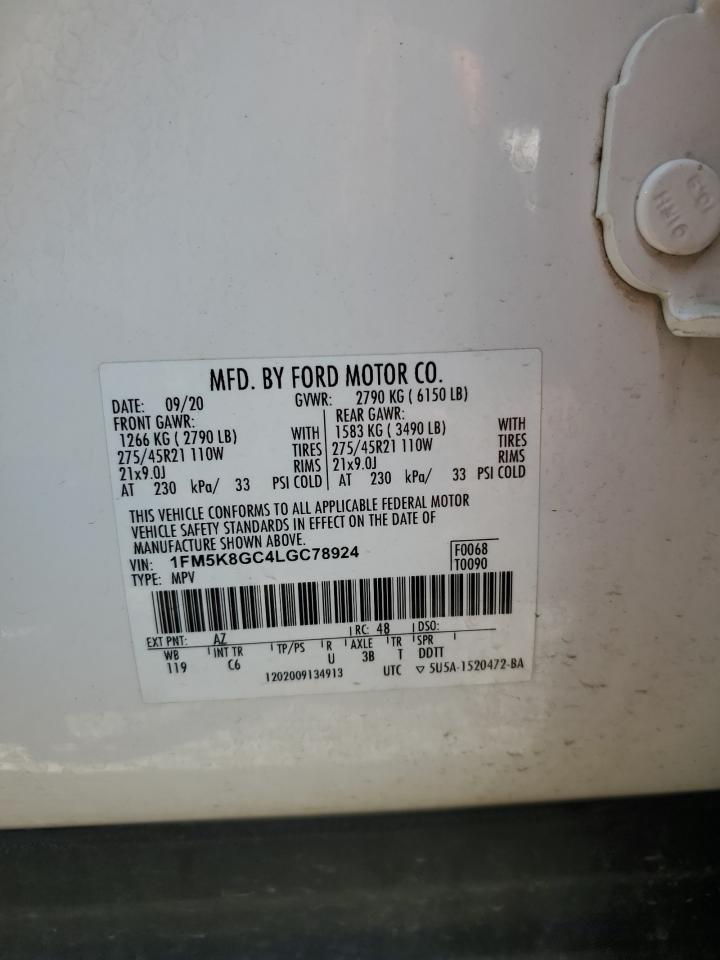 MFD. BY FORD MOTOR CO.
DATE: 09/20 GVWR: 2790 KG ( 6150 LB)
FRONT GAWR: REAR GAWR:
1266 KG ( 2790 LB) WITH 1583 KG ( 3490 LB) WITH
275/45R21 110W TIRES 275/45R21 110W TIRES
21x9.0J RIMS 21x9.0J RIMS
AT 230 kPa/ 33 PSI COLD AT 230 kPa/ 33 PSI COLD
THIS VEHICLE CONFORMS TO ALL APPLICABLE FEDERAL MOTOR
VEHICLE SAFETY STANDARDS IN EFFECT ON THE DATE OF
MANUFACTURE SHOWN ABOVE.
VIN: 1FM5K8GC4LGC78924 F0068
TYPE: MPV T0090
EXT PNT: AZ RC: 48 DSO:
WB INT TR TP/PS R AXLE TR SPR
119 C6 U 3B T DDTT
1202009134913 UTC ▽ 5U5A-1520472-BA